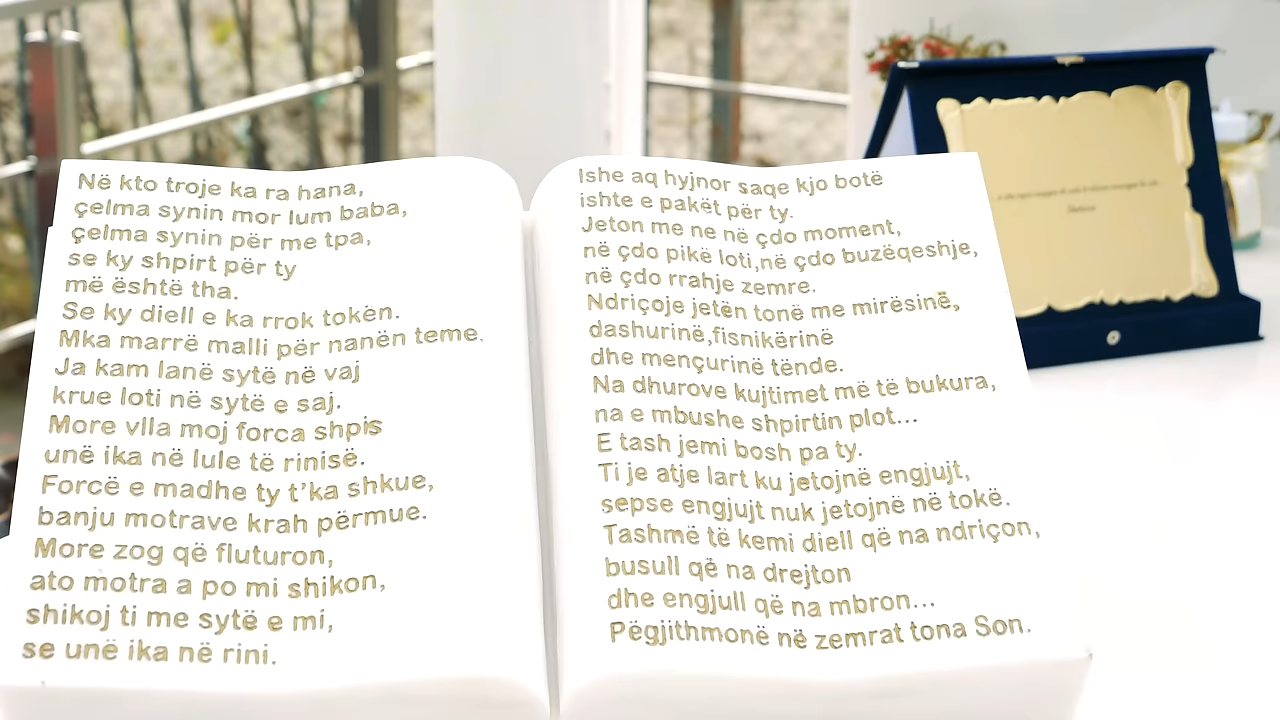 Në kto troje ka ra hana,
çelma synin mor lum baba,
çelma synin për me tpa,
se ky shpirt për ty
më është tha.
Se ky diell e ka rrok tokën.
Mka marrë malli për nanën teme.
Ja kam lanë sytë në vaj
krue loti në sytë e saj.
More vlla moj forca shpis
unë ika në lule të rinisë.
Forcë e madhe ty t'ka shkue,
banju motrave krah përmue.
More zog që fluturon,
ato motra a po mi shikon,
shikoj ti me sytë e mí,
se unë ika në rini.
Ishe aq hyjnor saqe kjo botë
ishte e pakët për ty.
Jeton me ne në çdo moment,
në çdo pikë loti,në çdo buzëqeshje,
në çdo rrahje zemre.
Ndriçoje jetën tonë me mirësinë,
dashurinë,fisnikërinë
dhe mençurinë tënde.
Na dhurove kujtimet më të bukura,
na e mbushe shpirtin plot...
E tash jemi bosh pa ty.
Ti je atje lart ku jetojnë engjujt,
sepse engjujt nuk jetojnë në tokë.
Tashmë të kemi diell që na ndriçon,
busull që na drejton
dhe engjull që na mbron...
Pëgjithmonë në zemrat tona Son.